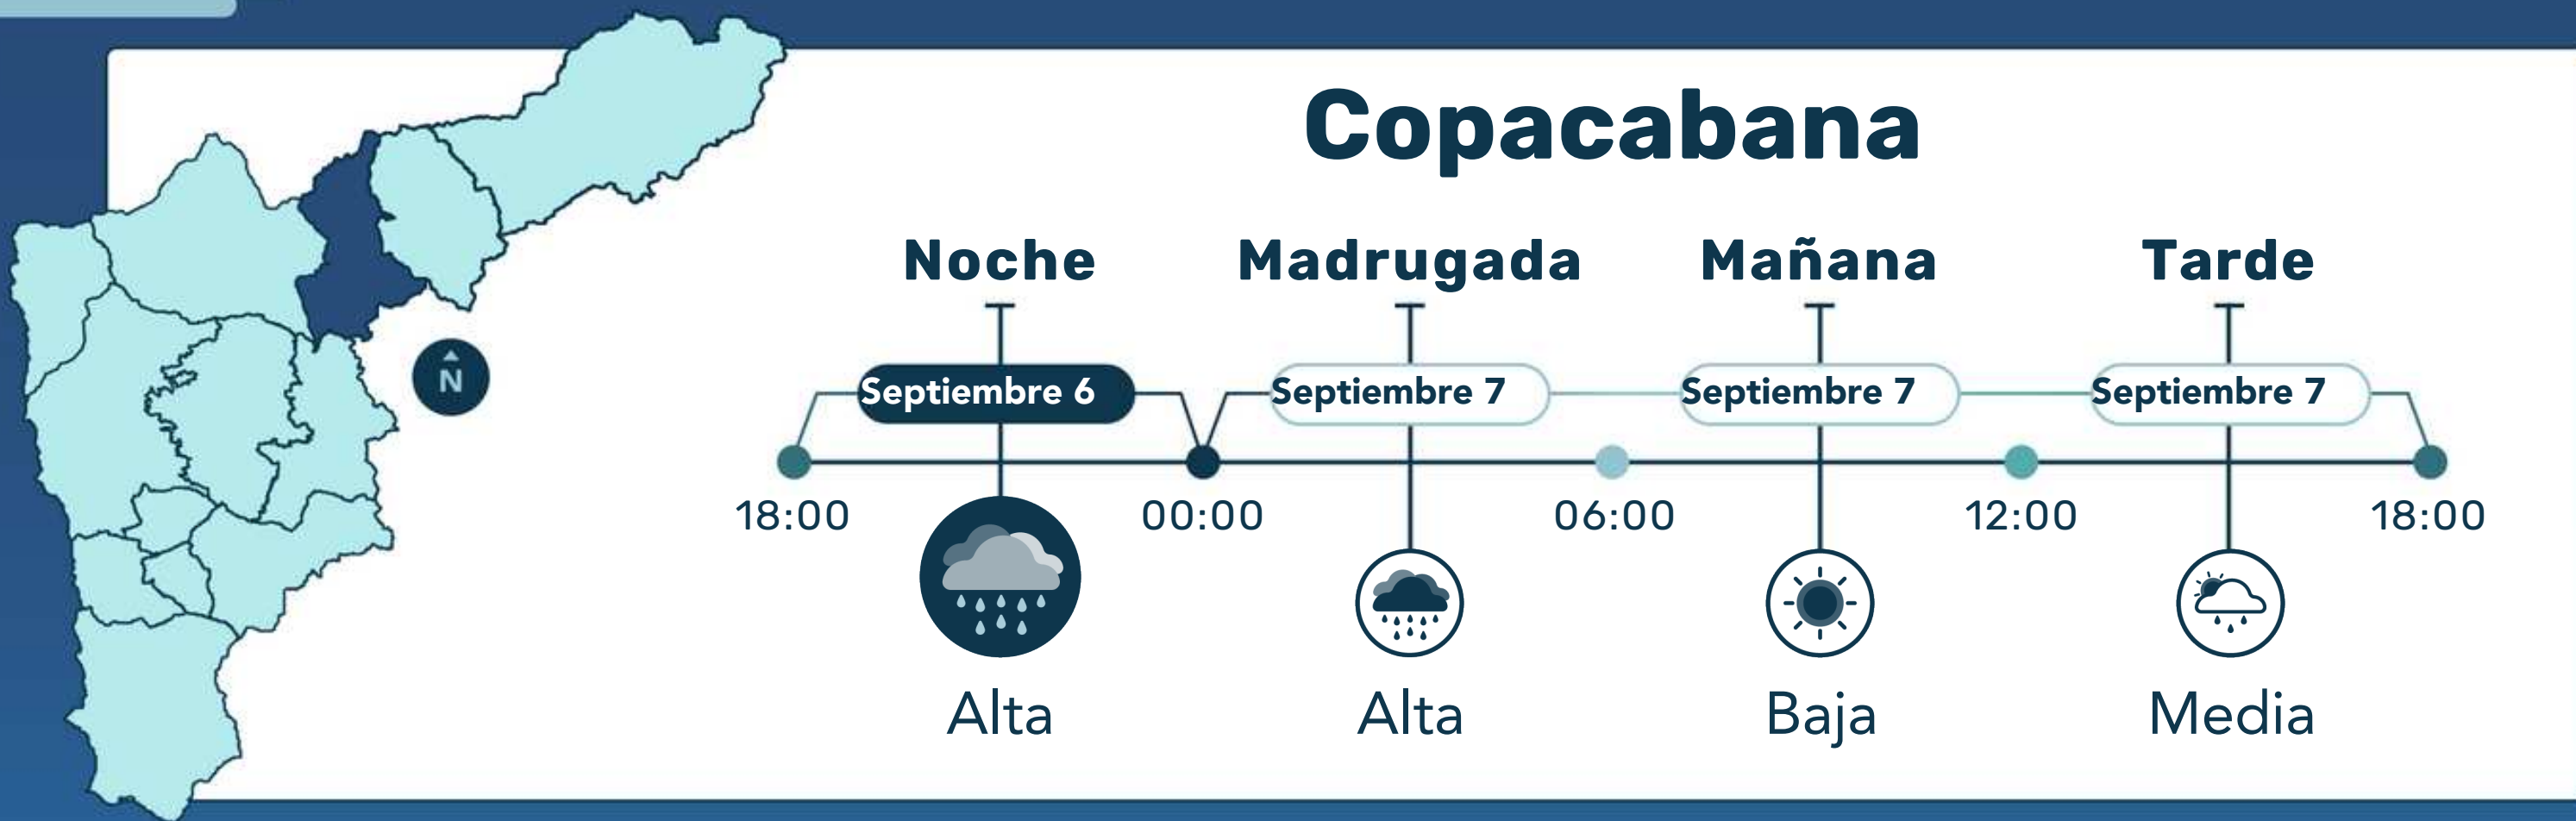 Copacabana
Noche Madrugada Mañana Tarde
Septiembre 6 Septiembre 7 Septiembre 7 Septiembre 7
N
18:00 00:00 06:00 12:00 18:00
Alta Alta Baja Media